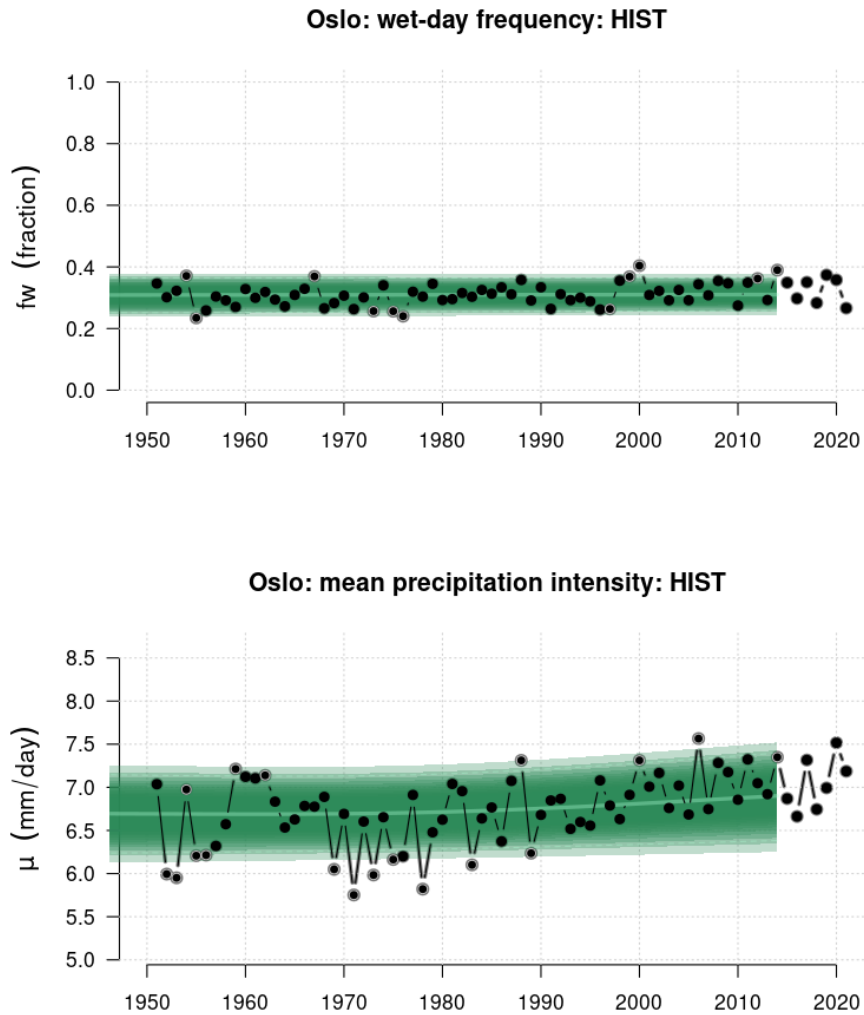 Oslo: wet-day frequency: HIST
fw (fraction)
1.0
0.8
0.6
0.4
0.2
0.0
1950 1960 1970 1980 1990 2000 2010 2020
Oslo: mean precipitation intensity: HIST
μ (mm/day)
8.5
8.0
7.5
7.0
6.5
6.0
5.5
5.0
1950 1960 1970 1980 1990 2000 2010 2020